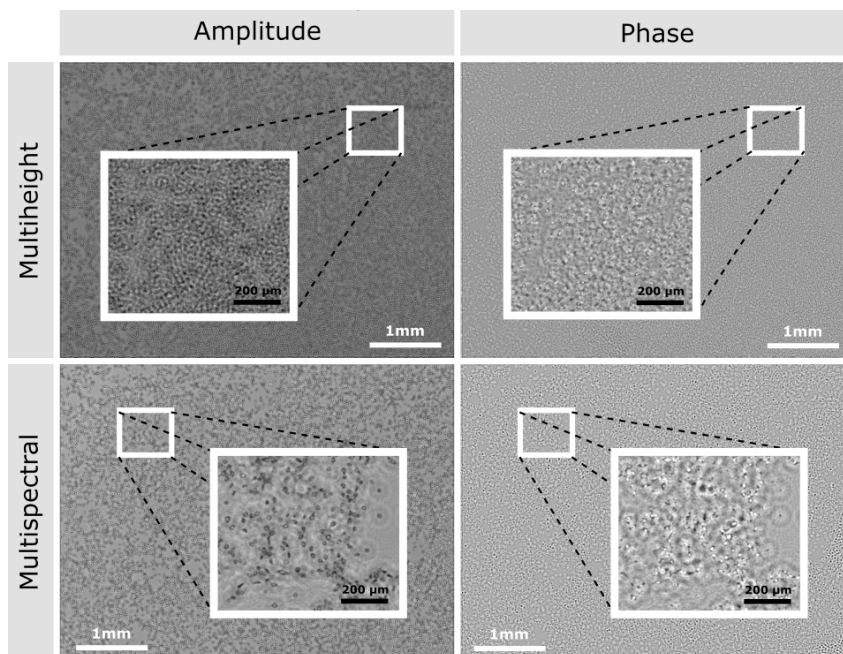 Amplitude
Phase
Multiheight
200 µm
1mm
200 µm
1mm
Multispectral
200 µm
1mm
200 µm
1mm